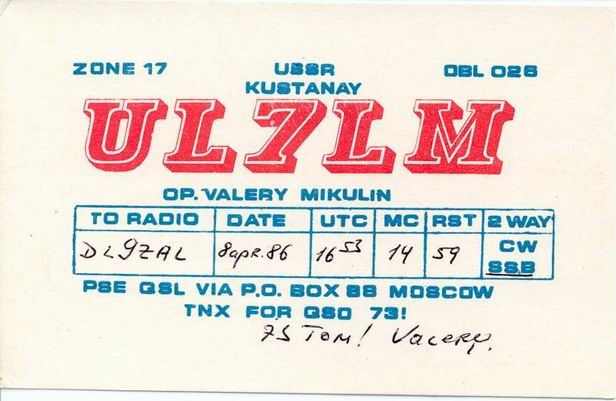 ZONE 17 USSR OBL 026
KUSTANAY
UL7LM
OP. VALERY MIKULIN
TO RADIO DATE UTC MC RST 2 WAY
DL9ZAL 8 apr. 86 16 53 14 59 CW
SSB
PSE QSL VIA P.O. BOX 88 MOSCOW
TNX FOR QSO 73!
73 TOM! Valery.